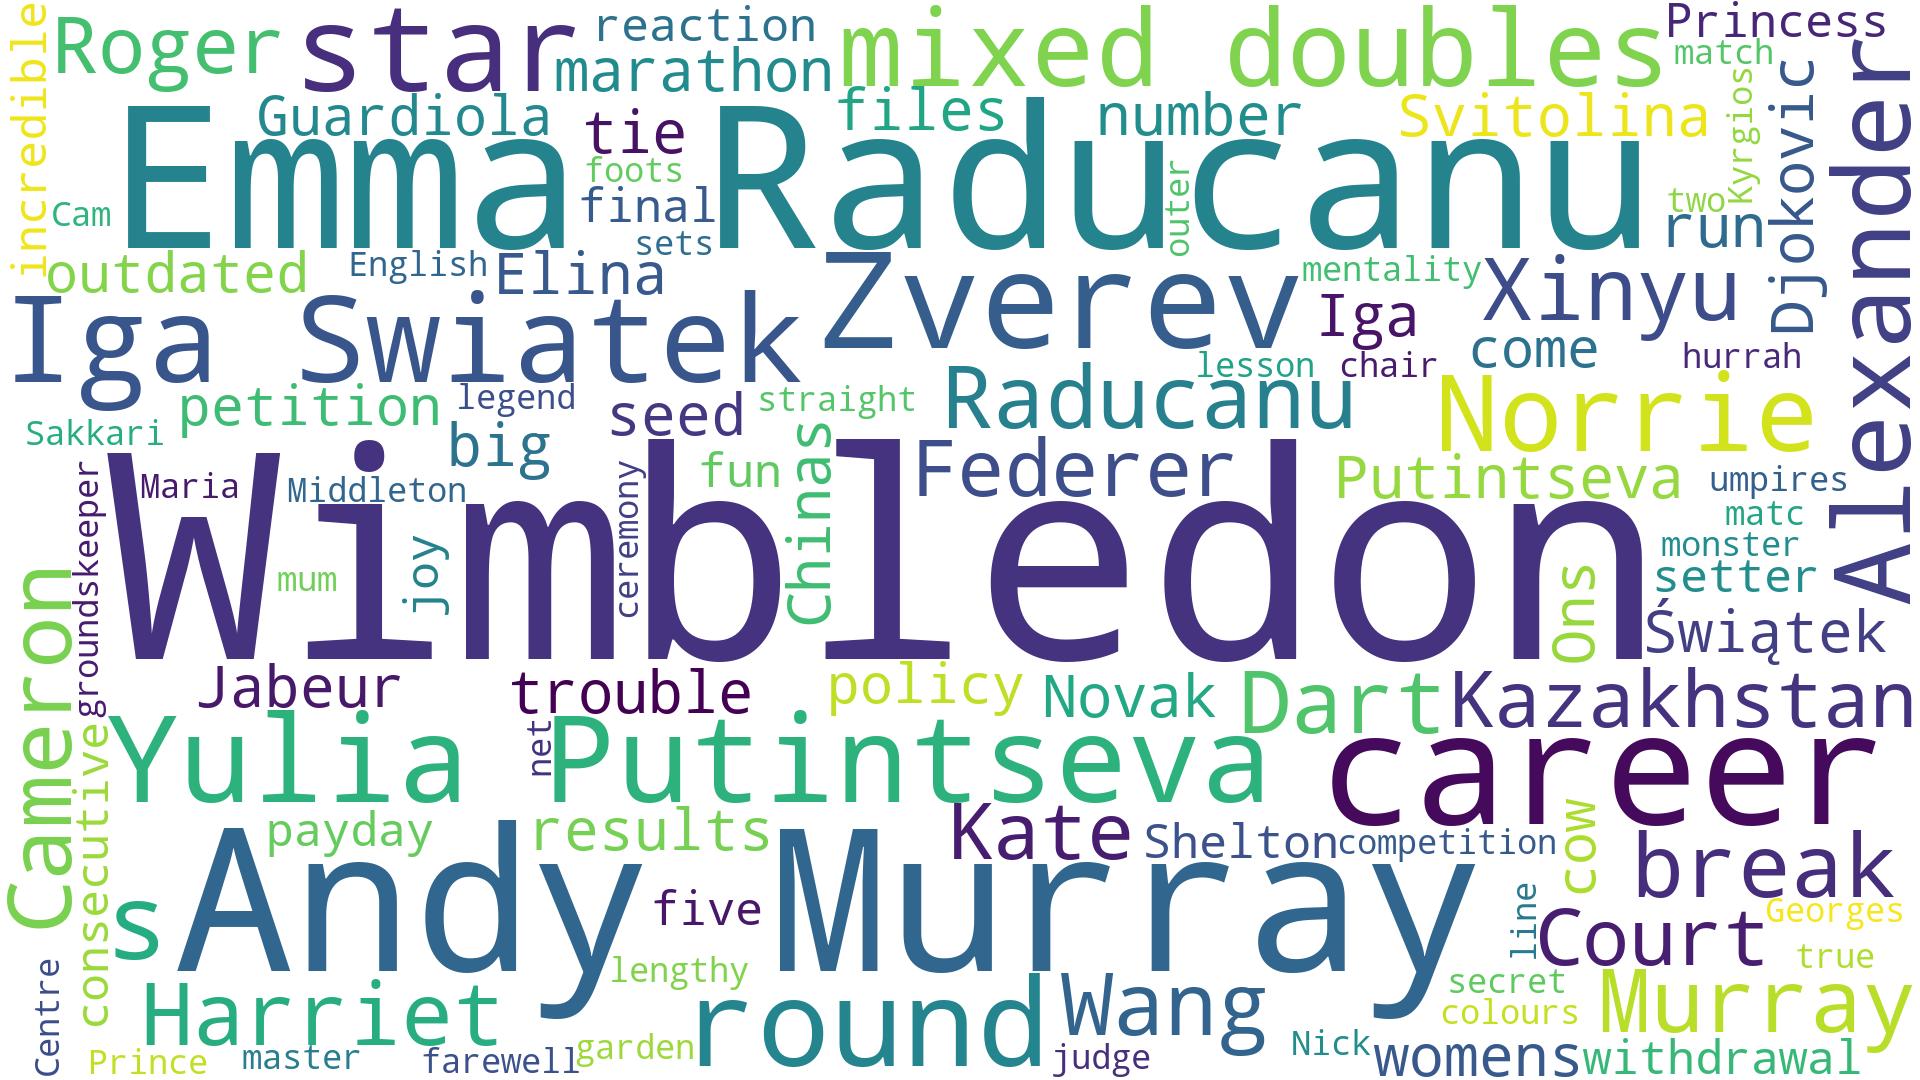 incredible
Roger
star
reaction
marathon
mixed doubles
Princess
match
Guardiola
tie
files
number
Svitolina
Kyrgios
Djokovic
Alexander
Emma Raducanu
foots
final
sets
outer
Cam
two
run
outdated
English
Elina
Zverev
mentality
Iga
Xinyu
Iga Swiatek
come
hurrah
lesson
chair
petition
legend
seed
straight
Raducanu
Norrie
Sakkari
big
fun
Chinas
Federer
Putintseva
umpires
Maria
Middleton
ceremony
matc
groundskeeper
Wimbledon
joy
mum
monster
setter
Ons
Świątek
Cameron
Jabeur
trouble
policy
Novak
Dart
Kazakhstan
Yulia Putintseva
net
career
consecutive
payday
results
Kate
Shelton
competition
cow
break
s
Andy Murray
five
line
Court
Georges
true
lengthy
secret
colours
Murray
Centre
Harriet
round
Wang
Prince
master
farewell
garden
judge
Nick
womens
withdrawal